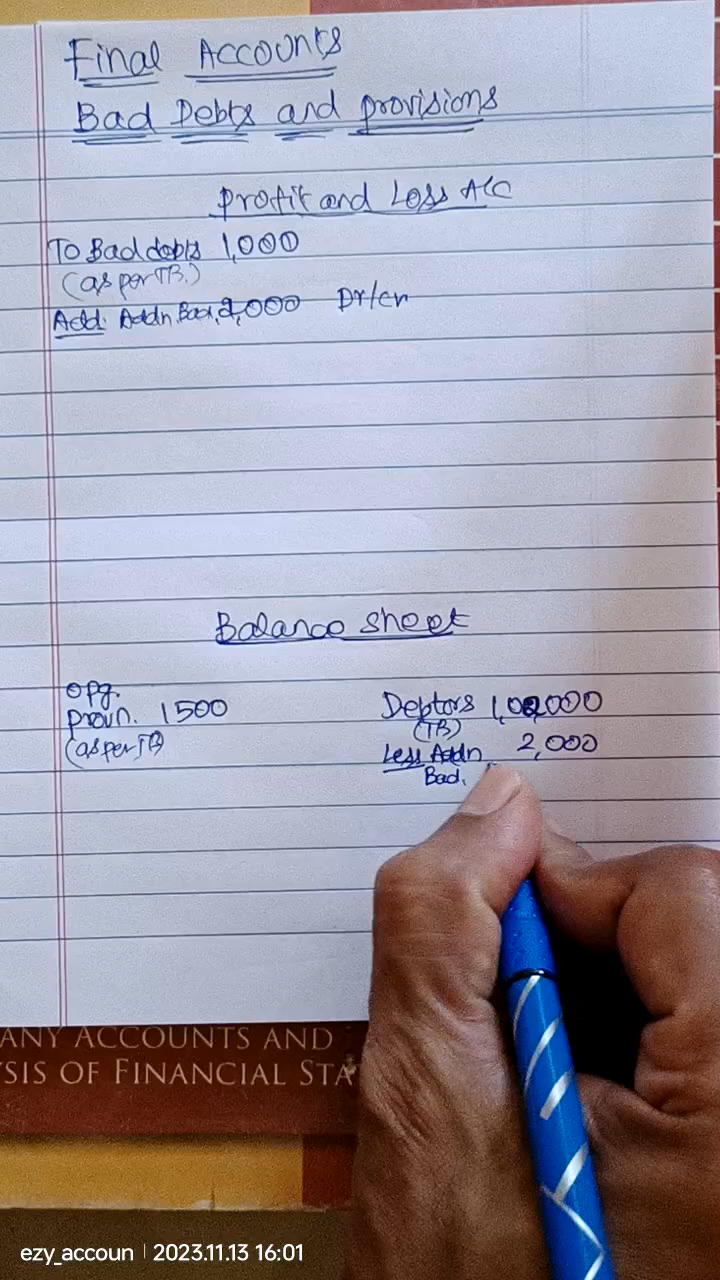 Final Accounts
Bad Debts and provisions
Profit and Loss A/C
To Bad debts 1,000
(as per TB.)
Add: Addn. Bad. 2,000 Dr/cr
Balance sheet
opg.
provn. 1500
(as per TB)
Debtors 1,00,000
(TB)
Less Addn 2,000
Bad.
ANY ACCOUNTS AND
SIS OF FINANCIAL STA
ezy_accoun | 2023.11.13 16:01